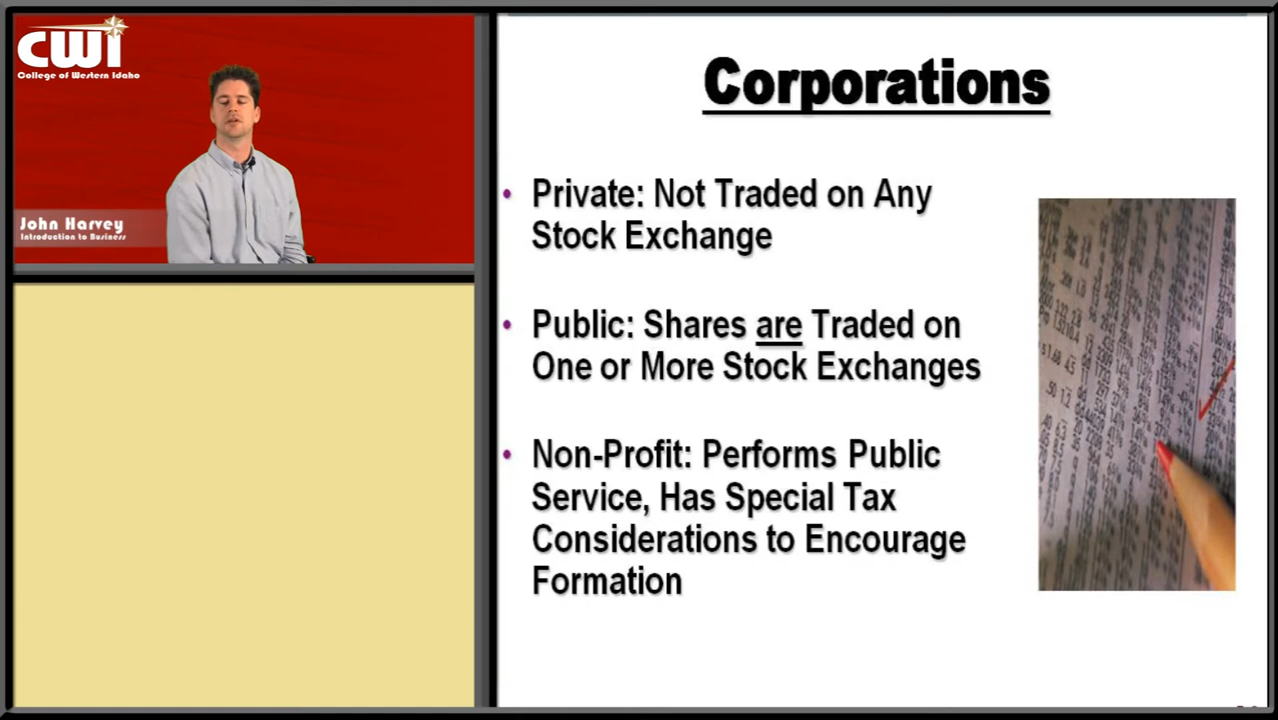 CWI
College of Western Idaho
John Harvey
Introduction to Business
Corporations
• Private: Not Traded on Any
Stock Exchange
• Public: Shares are Traded on
One or More Stock Exchanges
• Non-Profit: Performs Public
Service, Has Special Tax
Considerations to Encourage
Formation